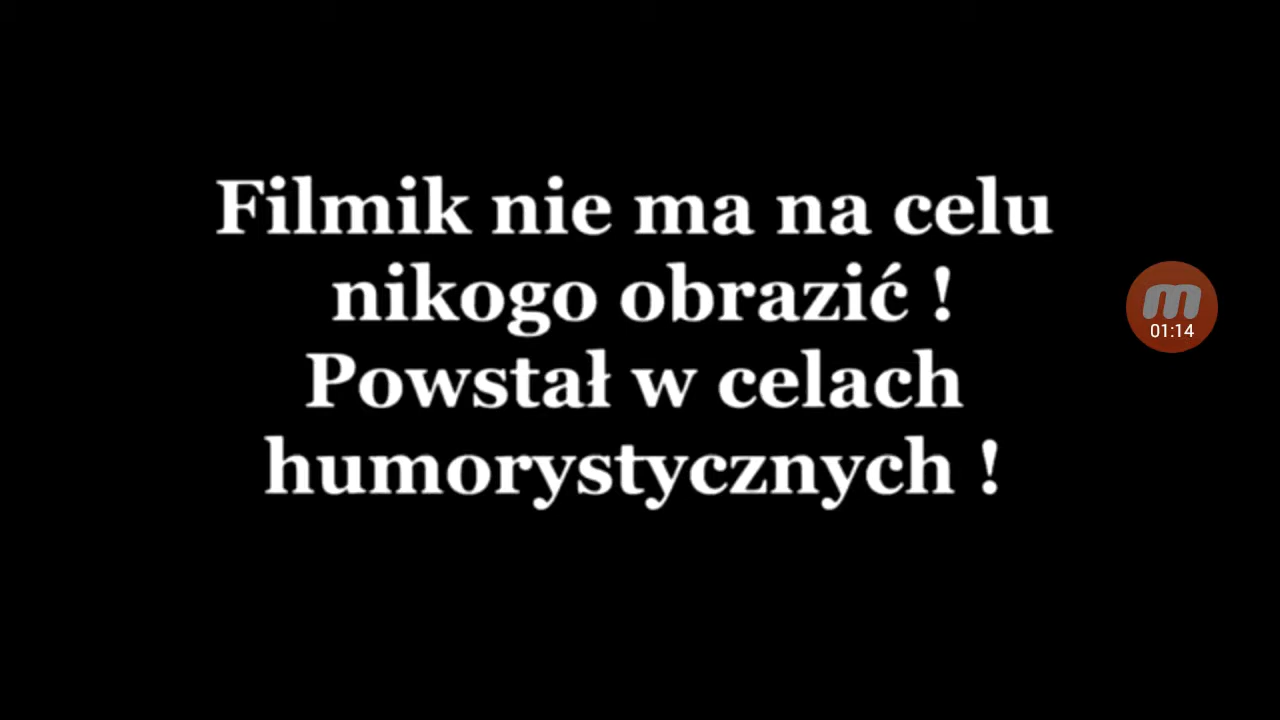 Filmik nie ma na celu
nikogo obrazić !
Powstał w celach
humorystycznych !
m
01:14